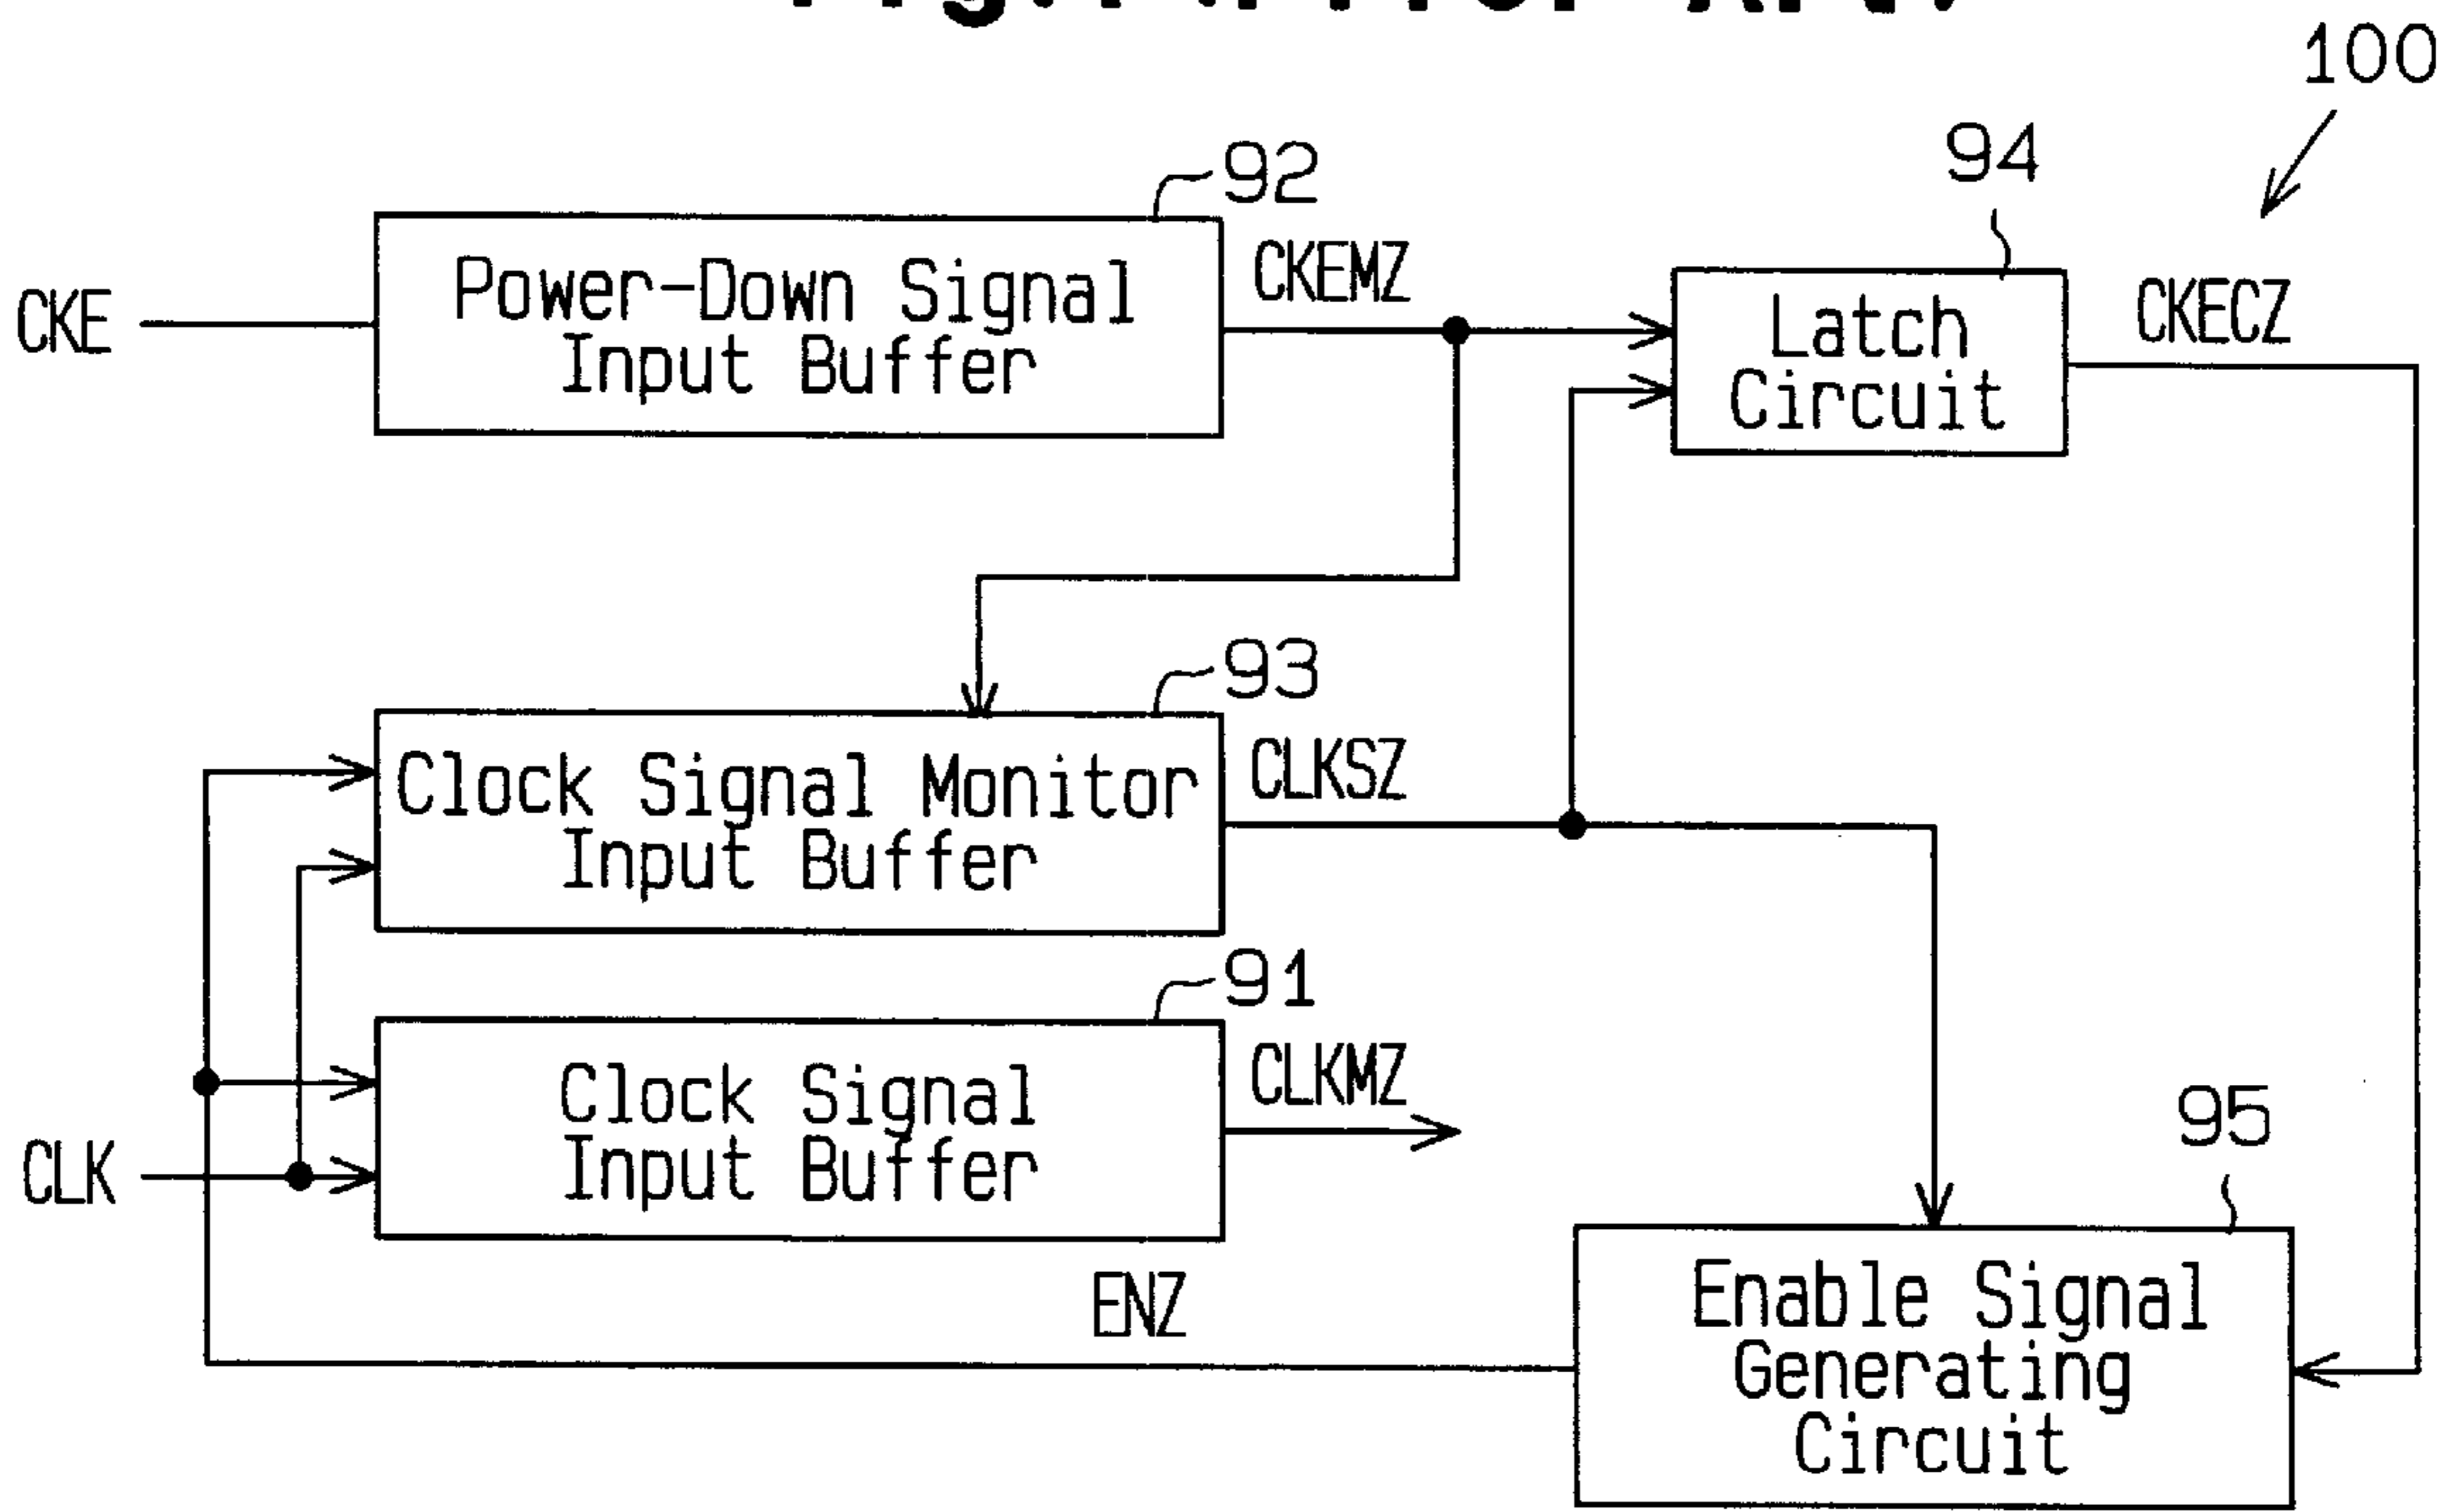 100
92
94
CKE
Power-Down Signal
Input Buffer
CKEMZ
Latch
Circuit
CKECZ
93
Clock Signal Monitor
Input Buffer
CLKSZ
91
Clock Signal
Input Buffer
CLKMZ
CLK
95
ENZ
Enable Signal
Generating
Circuit